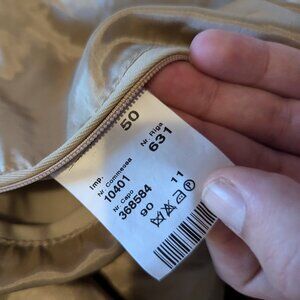 Imp.
50
Nr Commessa
Nr Riga
10401
631
Nr Capo
368584
90
11